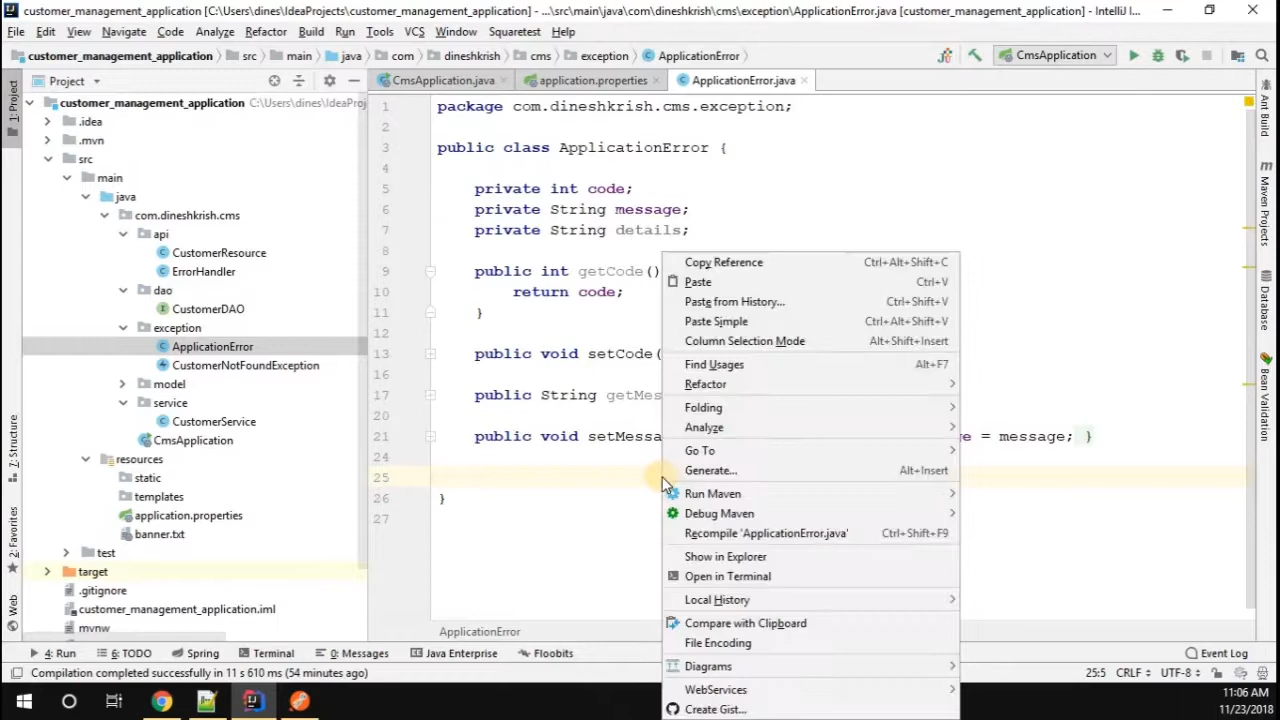 customer_management_application [C:\Users\dines\IdeaProjects\customer_management_application] - ...\src\main\java\com\dineshkrish\cms\exception\ApplicationError.java [customer_management_application] - IntelliJ I...
File Edit View Navigate Code Analyze Refactor Build Run Tools VCS Window Squaretest Help
customer_management_application src main java com dineshkrish cms exception ApplicationError CmsApplication
Project CmsApplication.java application.properties ApplicationError.java
customer_management_application C:\Users\dines\IdeaProj
.idea
.mvn
src
main
java
com.dineshkrish.cms
api
CustomerResource
ErrorHandler
dao
CustomerDAO
exception
ApplicationError
CustomerNotFoundException
model
service
CustomerService
CmsApplication
resources
static
templates
application.properties
banner.txt
test
target
.gitignore
customer_management_application.iml
mvnw
1: Project
7: Structure
2: Favorites
Web
1 package com.dineshkrish.cms.exception;
2
3 public class ApplicationError {
4
5 private int code;
6 private String message;
7 private String details;
8
9 public int getCode()
10 return code;
11 }
12
13 public void setCode(
16
17 public String getMes
20
21 public void setMessa ge = message; }
24
25
26 }
27
Copy Reference Ctrl+Alt+Shift+C
Paste Ctrl+V
Paste from History... Ctrl+Shift+V
Paste Simple Ctrl+Alt+Shift+V
Column Selection Mode Alt+Shift+Insert
Find Usages Alt+F7
Refactor
Folding
Analyze
Go To
Generate... Alt+Insert
Run Maven
Debug Maven
Recompile 'ApplicationError.java' Ctrl+Shift+F9
Show in Explorer
Open in Terminal
Local History
Compare with Clipboard
File Encoding
Diagrams
WebServices
Create Gist...
Ant Build
m Maven Projects
Database
Bean Validation
ApplicationError
4: Run 6: TODO Spring Terminal 0: Messages Java Enterprise Floobits Event Log
Compilation completed successfully in 11 s 610 ms (54 minutes ago) 25:5 CRLF UTF-8
11:06 AM
11/23/2018